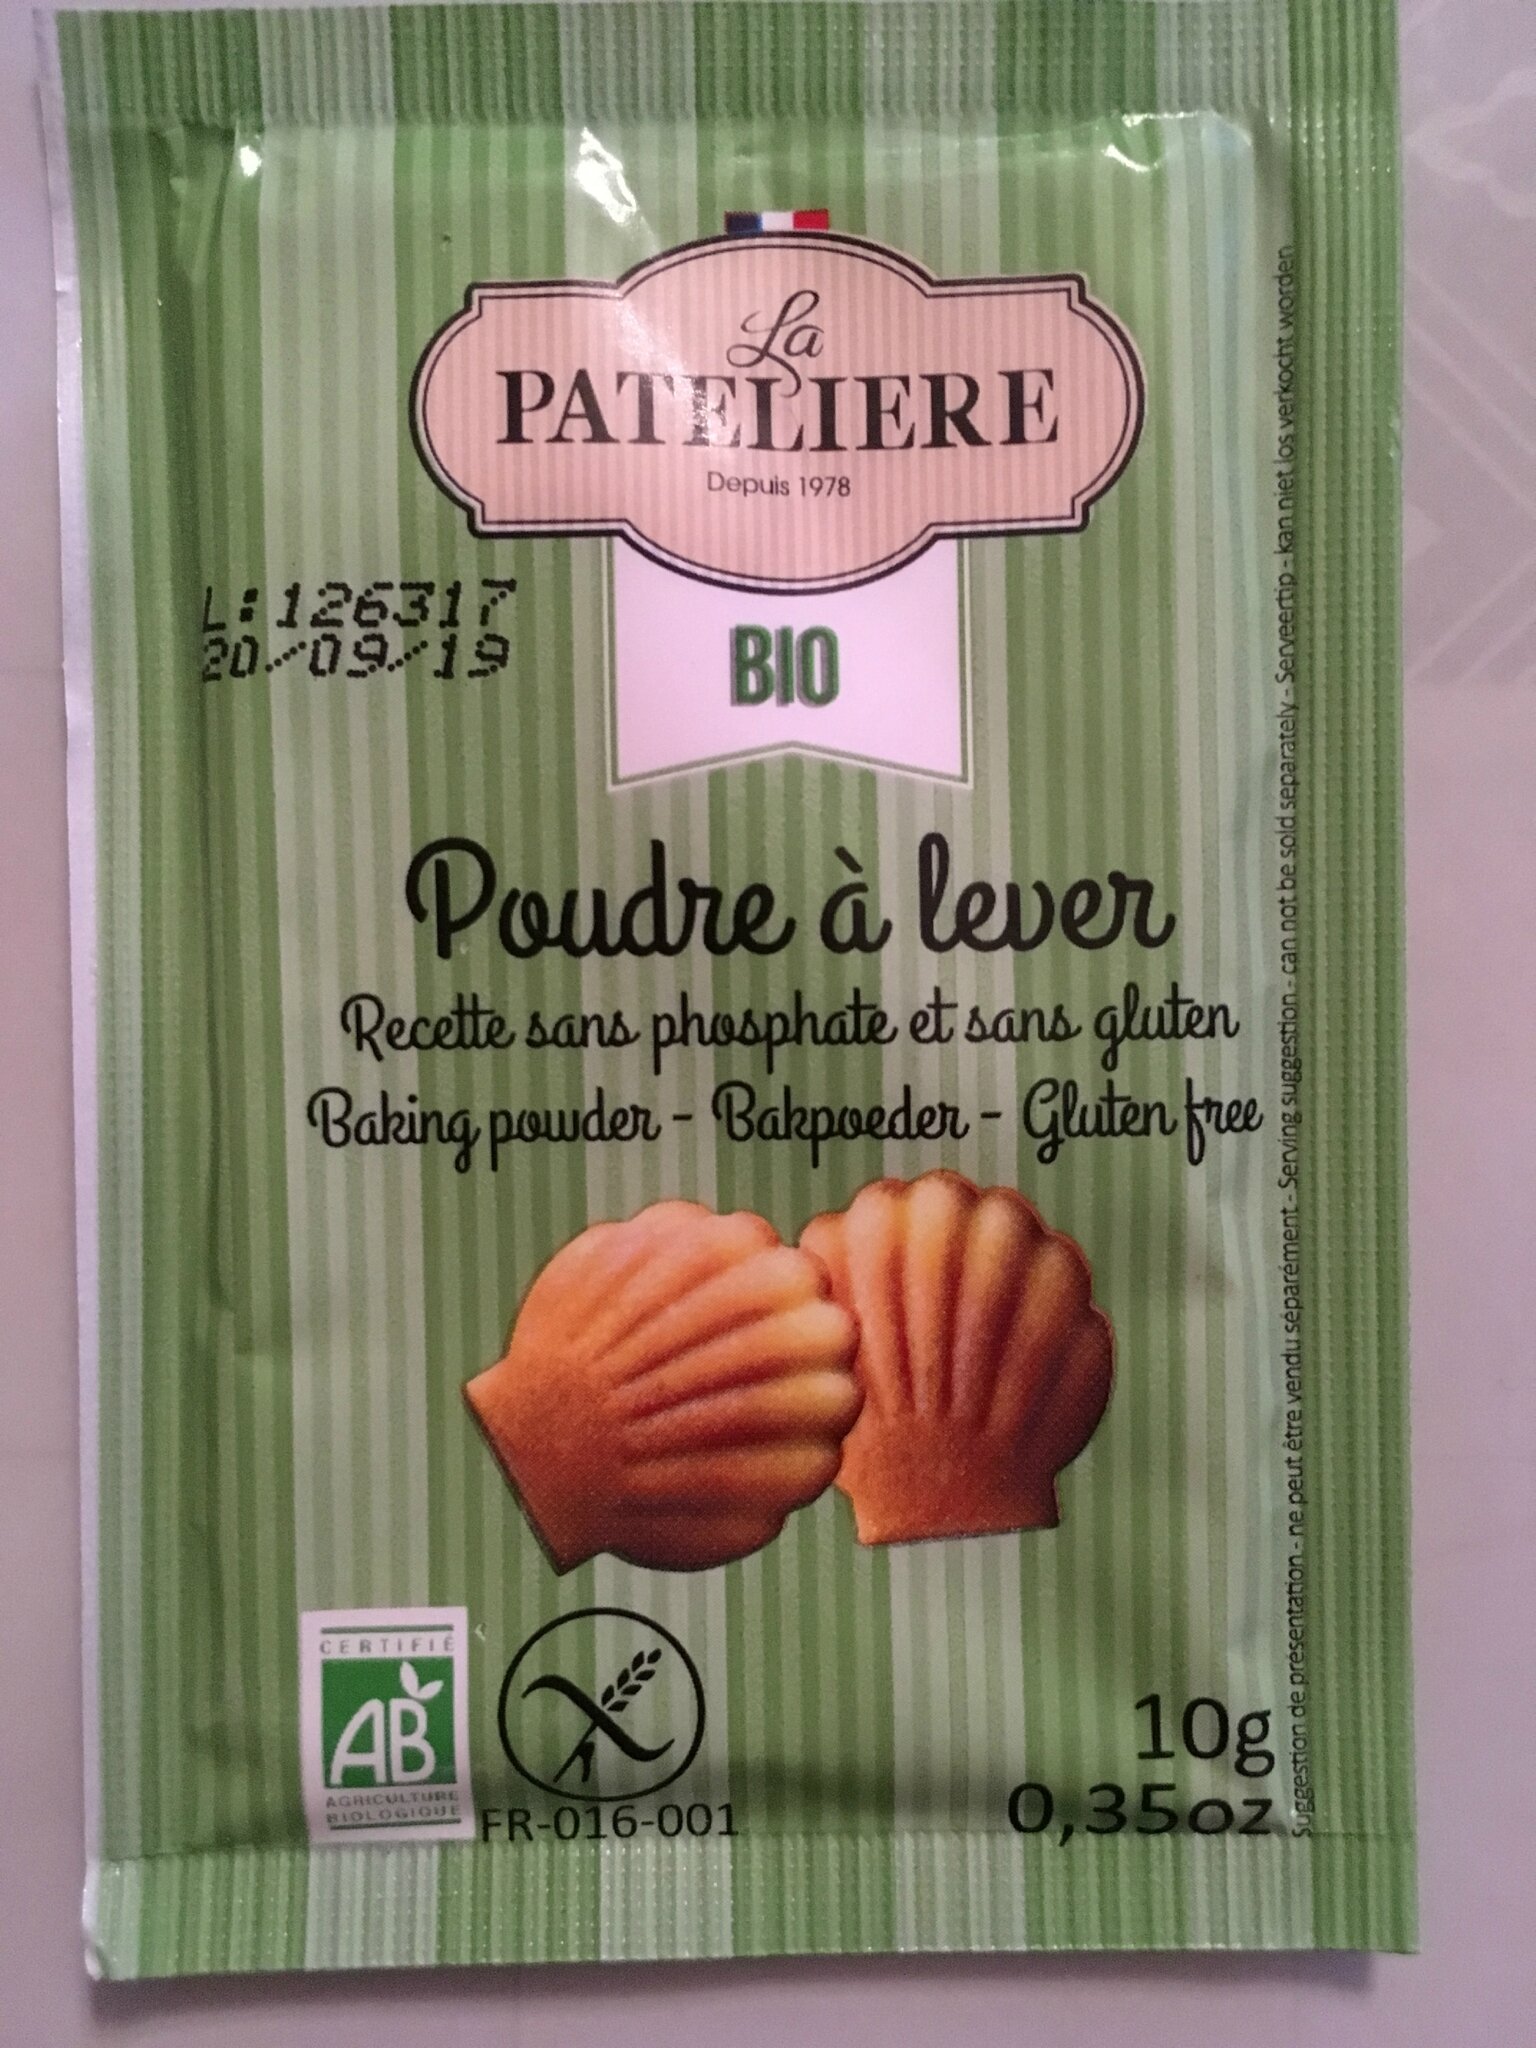 La
PATELIERE
Depuis 1978
L:126317
20/09/19
BIO
Poudre à lever
Recette sans phosphate et sans gluten
Baking powder - Bakpoeder - Gluten free
CERTIFIÉ
AB
AGRICULTURE
BIOLOGIQUE
FR-016-001
10g
0,35oz
Suggestion de présentation - ne peut être vendu séparément - Serving suggestion - can not be sold separately - Serveertip - kan niet los verkocht worden